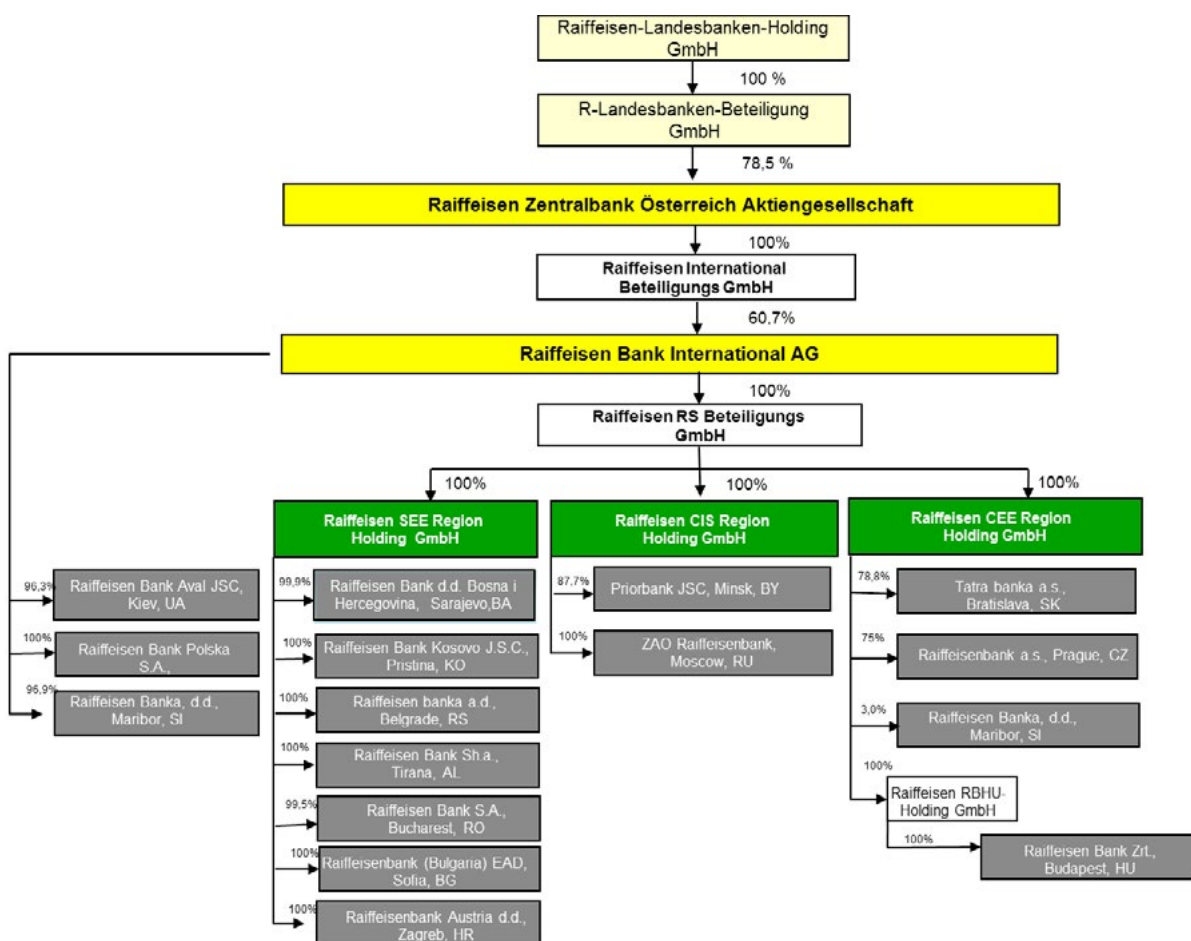 Raiffeisen-Landesbanken-Holding
GmbH
100 %
R-Landesbanken-Beteiligung
GmbH
78,5 %
Raiffeisen Zentralbank Österreich Aktiengesellschaft
100%
Raiffeisen International
Beteiligungs GmbH
60,7%
Raiffeisen Bank International AG
100%
Raiffeisen RS Beteiligungs
GmbH
100%
100%
100%
Raiffeisen SEE Region
Holding GmbH
Raiffeisen CIS Region
Holding GmbH
Raiffeisen CEE Region
Holding GmbH
96,3%
Raiffeisen Bank Aval JSC,
Kiev, UA
100%
Raiffeisen Bank Polska
S.A.,
96,9%
Raiffeisen Banka, d.d.,
Maribor, SI
99,9%
Raiffeisen Bank d.d. Bosna i
Hercegovina, Sarajevo,BA
100%
Raiffeisen Bank Kosovo J.S.C.,
Pristina, KO
100%
Raiffeisen banka a.d.,
Belgrade, RS
100%
Raiffeisen Bank Sh.a.,
Tirana, AL
99,5%
Raiffeisen Bank S.A.,
Bucharest, RO
100%
Raiffeisenbank (Bulgaria) EAD,
Sofia, BG
100%
Raiffeisenbank Austria d.d.,
Zagreb, HR
87,7%
Priorbank JSC, Minsk, BY
100%
ZAO Raiffeisenbank,
Moscow, RU
78,8%
Tatra banka a.s.,
Bratislava, SK
75%
Raiffeisenbank a.s., Prague, CZ
3,0%
Raiffeisen Banka, d.d.,
Maribor, SI
100%
Raiffeisen RBHU-
Holding GmbH
100%
Raiffeisen Bank Zrt.,
Budapest, HU